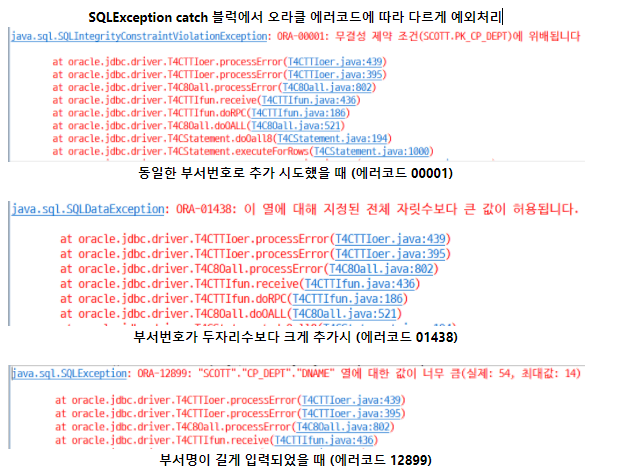 SQLException catch 블럭에서 오라클 에러코드에 따라 다르게 예외처리
java.sql.SQLIntegrityConstraintViolationException: ORA-00001: 무결성 제약 조건(SCOTT.PK_CP_DEPT)에 위배됩니다
at oracle.jdbc.driver.T4CTTIoer.processError(T4CTTIoer.java:439)
at oracle.jdbc.driver.T4CTTIoer.processError(T4CTTIoer.java:395)
at oracle.jdbc.driver.T4C8Oall.processError(T4C8Oall.java:802)
at oracle.jdbc.driver.T4CTTIfun.receive(T4CTTIfun.java:436)
at oracle.jdbc.driver.T4CTTIfun.doRPC(T4CTTIfun.java:186)
at oracle.jdbc.driver.T4C8Oall.doOALL(T4C8Oall.java:521)
at oracle.jdbc.driver.T4CStatement.doOall8(T4CStatement.java:194)
at oracle.jdbc.driver.T4CStatement.executeForRows(T4CStatement.java:1000)
동일한 부서번호로 추가 시도했을 때 (에러코드 00001)
java.sql.SQLDataException: ORA-01438: 이 열에 대해 지정된 전체 자릿수보다 큰 값이 허용됩니다.
at oracle.jdbc.driver.T4CTTIoer.processError(T4CTTIoer.java:439)
at oracle.jdbc.driver.T4CTTIoer.processError(T4CTTIoer.java:395)
at oracle.jdbc.driver.T4C8Oall.processError(T4C8Oall.java:802)
at oracle.jdbc.driver.T4CTTIfun.receive(T4CTTIfun.java:436)
at oracle.jdbc.driver.T4CTTIfun.doRPC(T4CTTIfun.java:186)
at oracle.jdbc.driver.T4C8Oall.doOALL(T4C8Oall.java:521)
부서번호가 두자리수보다 크게 추가시 (에러코드 01438)
java.sql.SQLException: ORA-12899: "SCOTT"."CP_DEPT"."DNAME" 열에 대한 값이 너무 큼(실제: 54, 최대값: 14)
at oracle.jdbc.driver.T4CTTIoer.processError(T4CTTIoer.java:439)
at oracle.jdbc.driver.T4CTTIoer.processError(T4CTTIoer.java:395)
at oracle.jdbc.driver.T4C8Oall.processError(T4C8Oall.java:802)
at oracle.jdbc.driver.T4CTTIfun.receive(T4CTTIfun.java:436)
부서명이 길게 입력되었을 때 (에러코드 12899)